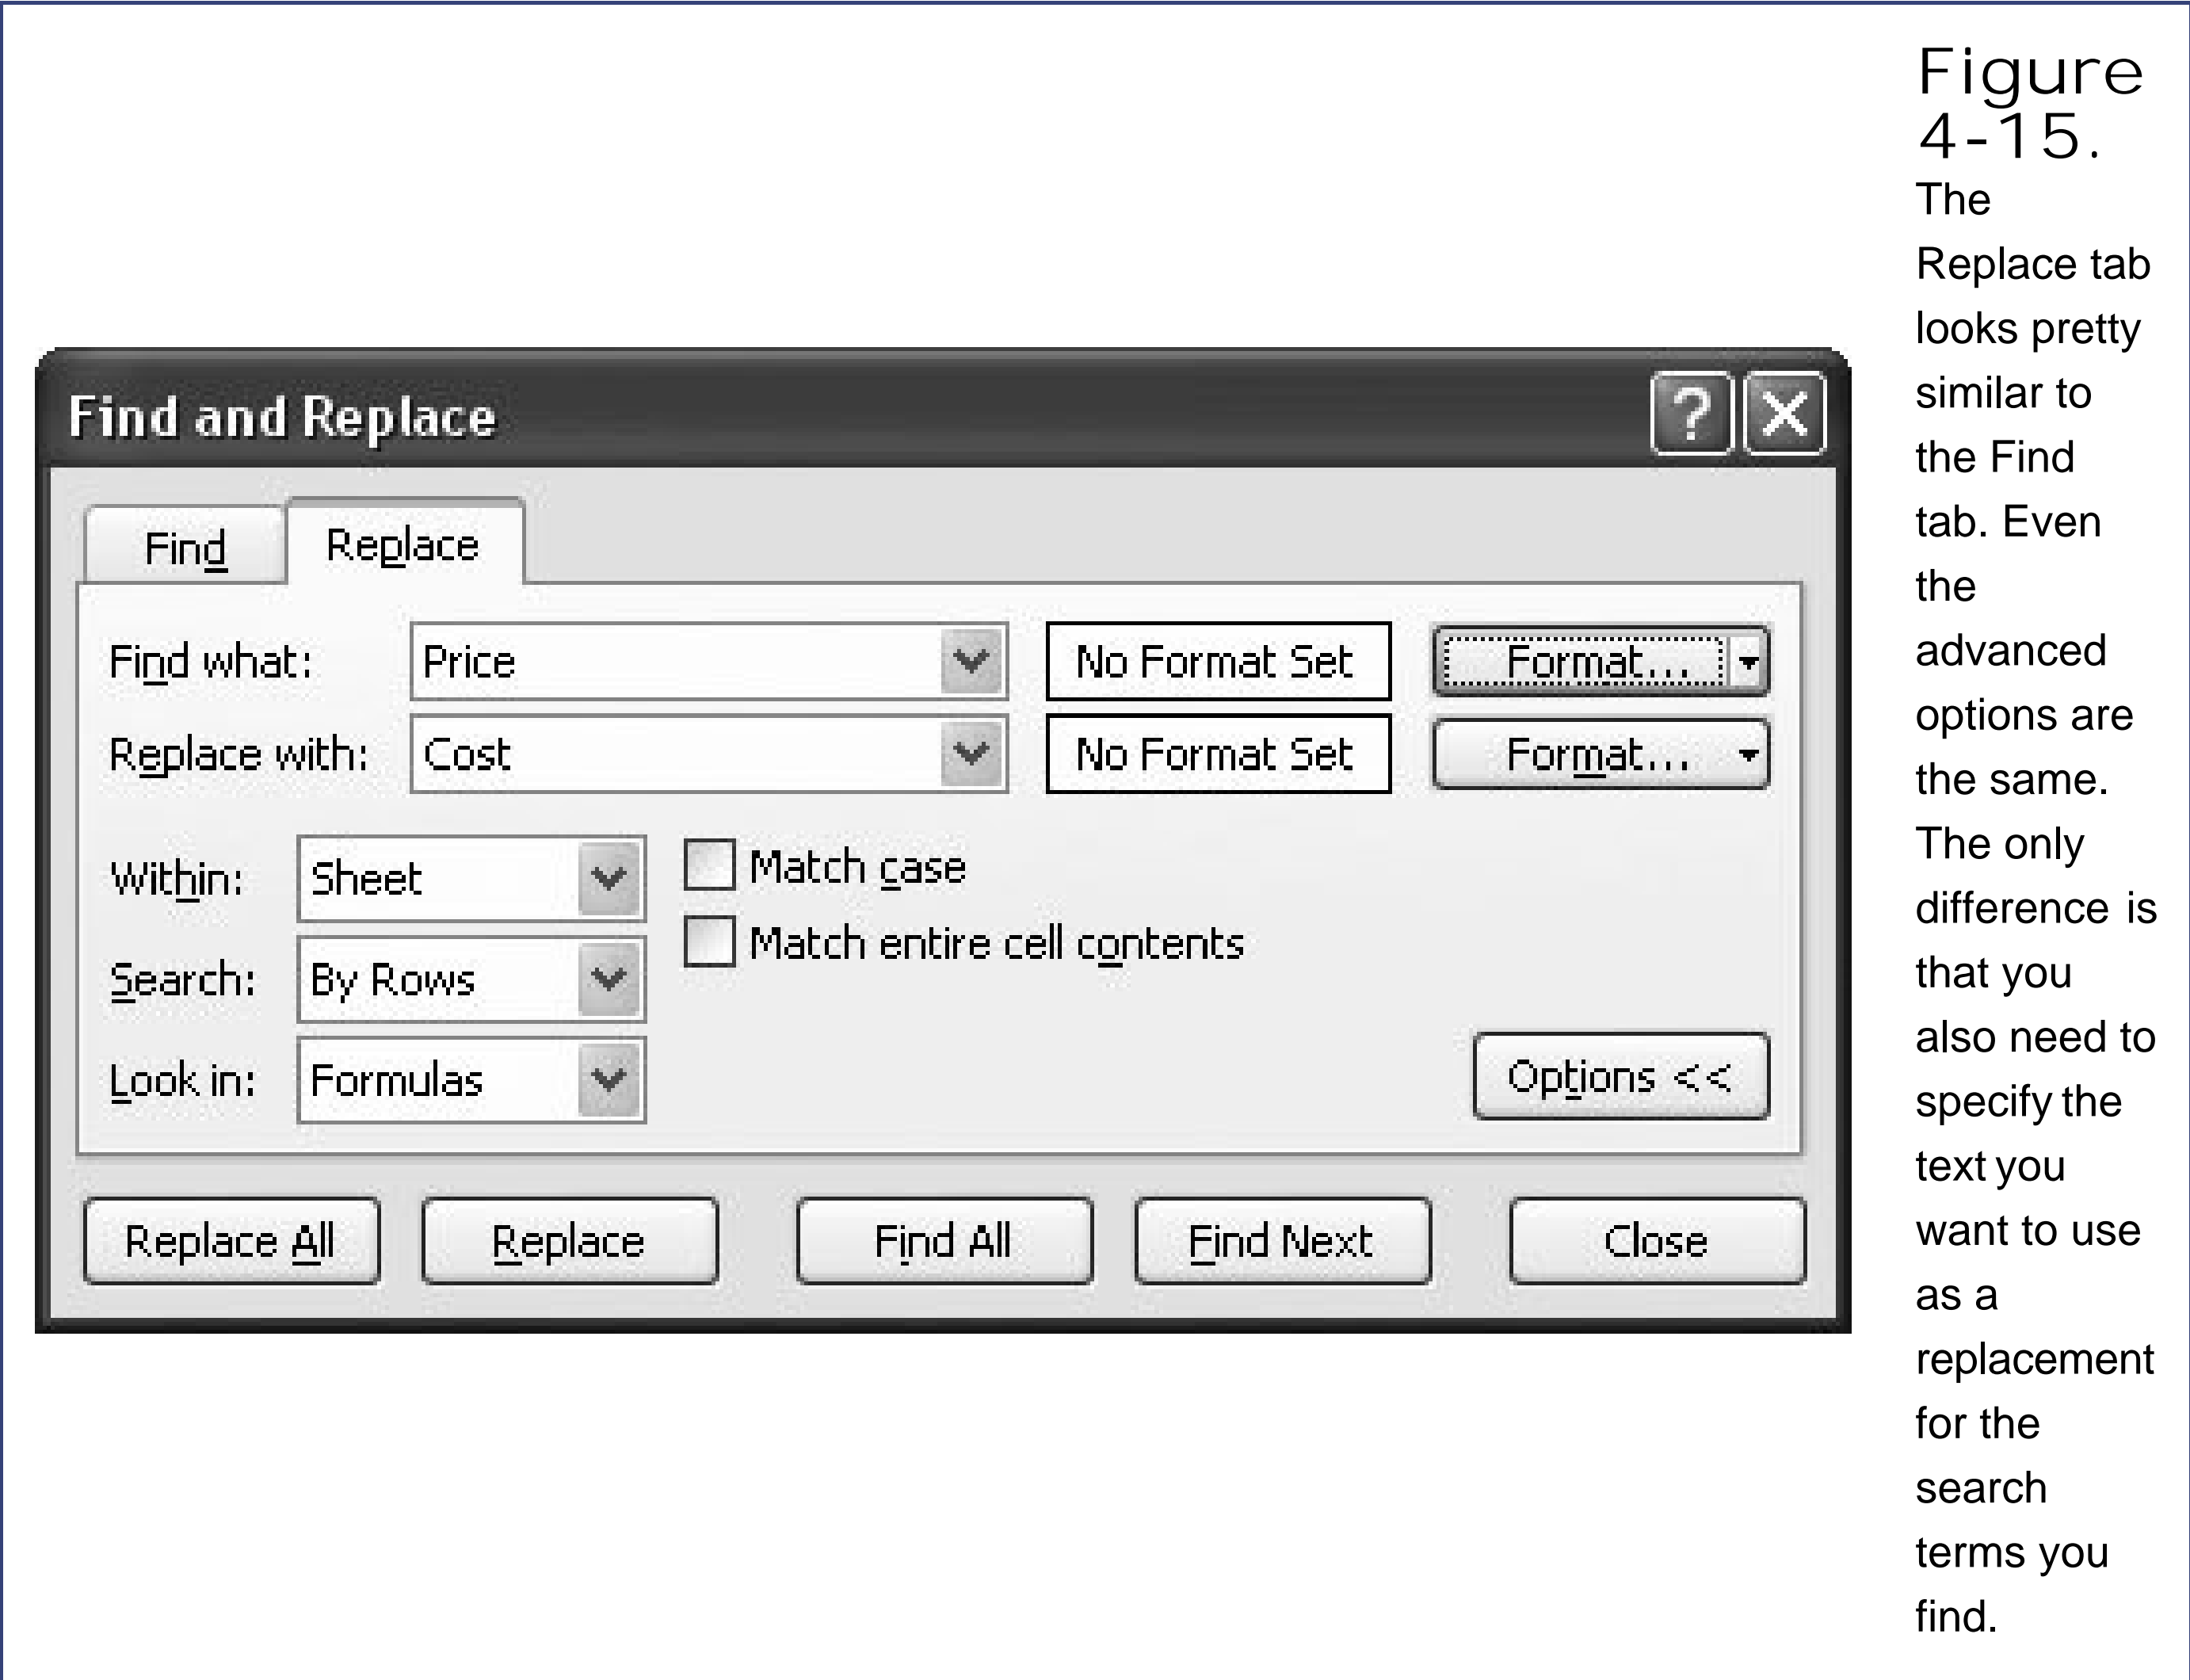 Figure
4-15.
The
Replace tab
looks pretty
similar to
the Find
tab. Even
the
advanced
options are
the same.
The only
difference is
that you
also need to
specify the
text you
want to use
as a
replacement
for the
search
terms you
find.
Find and Replace
Find Replace
Find what: Price No Format Set Format...
Replace with: Cost No Format Set Format...
Within: Sheet Match case
Match entire cell contents
Search: By Rows
Look in: Formulas Options <<
Replace All Replace Find All Find Next Close